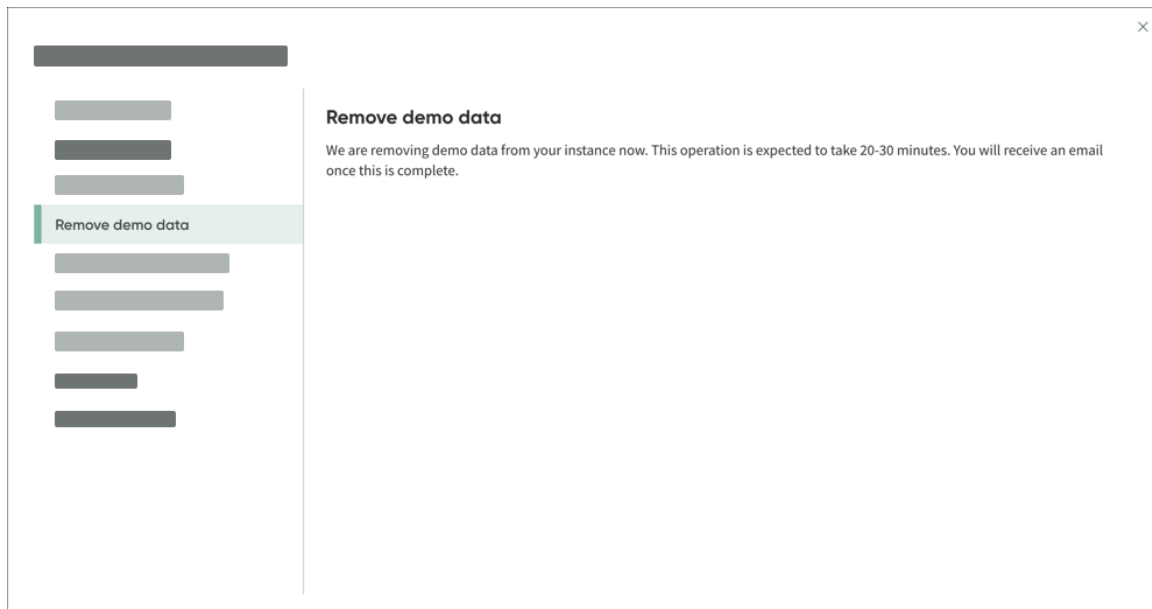 Remove demo data
We are removing demo data from your instance now. This operation is expected to take 20-30 minutes. You will receive an email
once this is complete.
Remove demo data